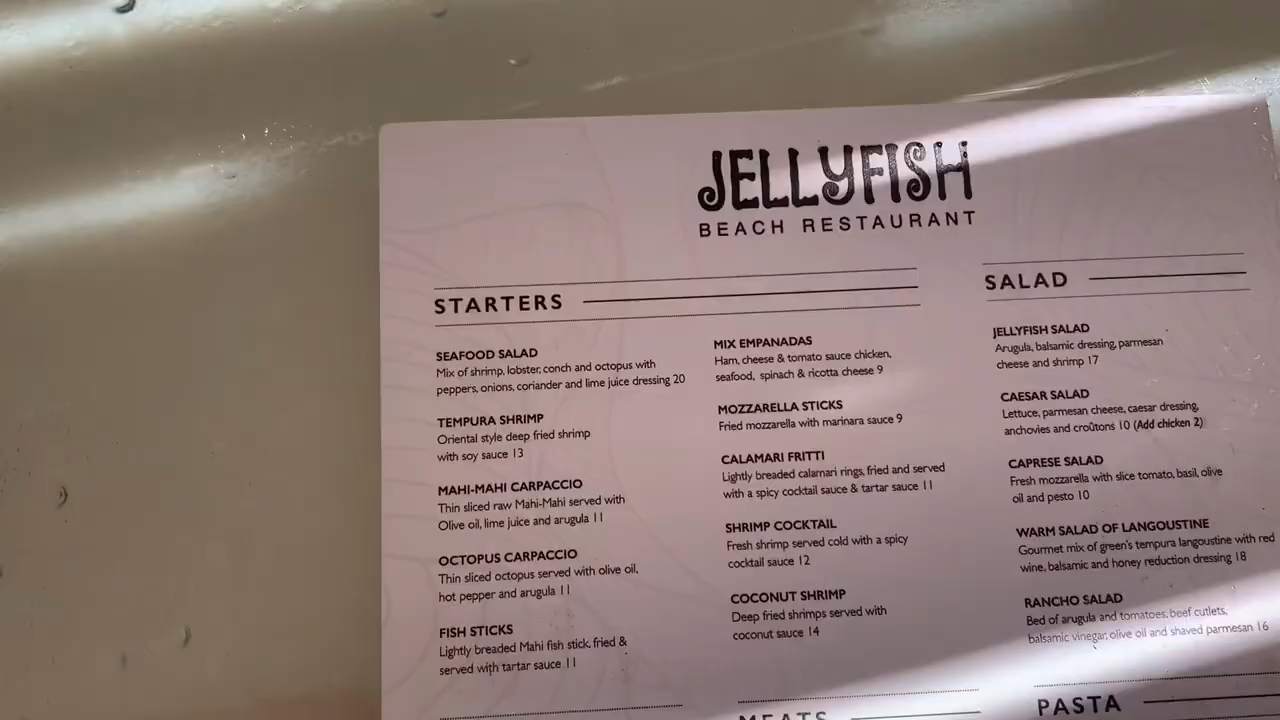 JELLYFISH
BEACH RESTAURANT
STARTERS
SEAFOOD SALAD
Mix of shrimp, lobster, conch and octopus with
peppers, onions, coriander and lime juice dressing 20
TEMPURA SHRIMP
Oriental style deep fried shrimp
with soy sauce 13
MAHI-MAHI CARPACCIO
Thin sliced raw Mahi-Mahi served with
Olive oil, lime juice and arugula 11
OCTOPUS CARPACCIO
Thin sliced octopus served with olive oil,
hot pepper and arugula 11
FISH STICKS
Lightly breaded Mahi fish stick, fried &
served with tartar sauce 11
MIX EMPANADAS
Ham, cheese & tomato sauce chicken,
seafood, spinach & ricotta cheese 9
MOZZARELLA STICKS
Fried mozzarella with marinara sauce 9
CALAMARI FRITTI
Lightly breaded calamari rings, fried and served
with a spicy cocktail sauce & tartar sauce 11
SHRIMP COCKTAIL
Fresh shrimp served cold with a spicy
cocktail sauce 12
COCONUT SHRIMP
Deep fried shrimps served with
coconut sauce 14
SALAD
JELLYFISH SALAD
Arugula, balsamic dressing, parmesan
cheese and shrimp 17
CAESAR SALAD
Lettuce, parmesan cheese, caesar dressing,
anchovies and croûtons 10 (Add chicken 2)
CAPRESE SALAD
Fresh mozzarella with slice tomato, basil, olive
oil and pesto 10
WARM SALAD OF LANGOUSTINE
Gourmet mix of green's tempura langoustine with red
wine, balsamic and honey reduction dressing 18
RANCHO SALAD
Bed of arugula and tomatoes, beef cutlets,
balsamic vinegar, olive oil and shaved parmesan 16
MEATS
PASTA